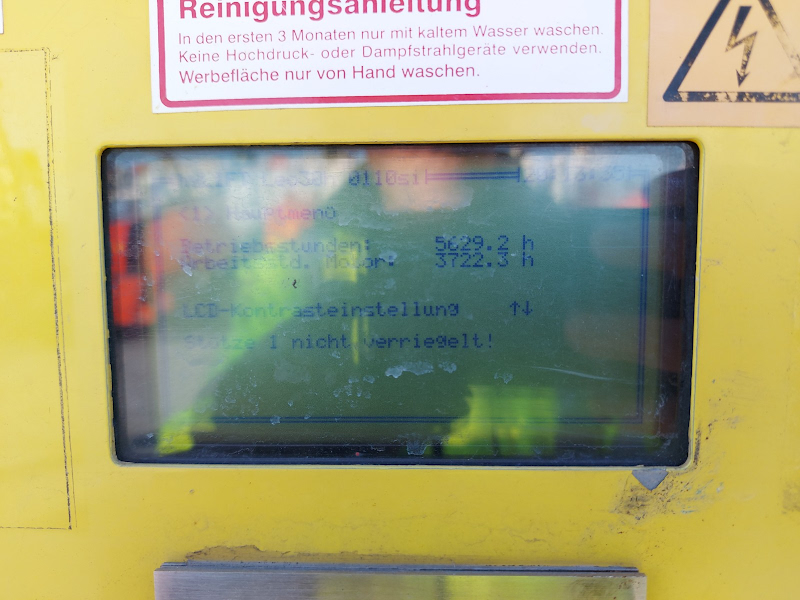 Reinigungsanleitung
In den ersten 3 Monaten nur mit kaltem Wasser waschen.
Keine Hochdruck- oder Dampfstrahlgeräte verwenden.
Werbefläche nur von Hand waschen.
0110si
<1> Hauptmenü
Betriebsstunden: 5629.2 h
Arbeitsstd. Motor: 3722.3 h
LCD-Kontrasteinstellung ↑↓
Stütze 1 nicht verriegelt!